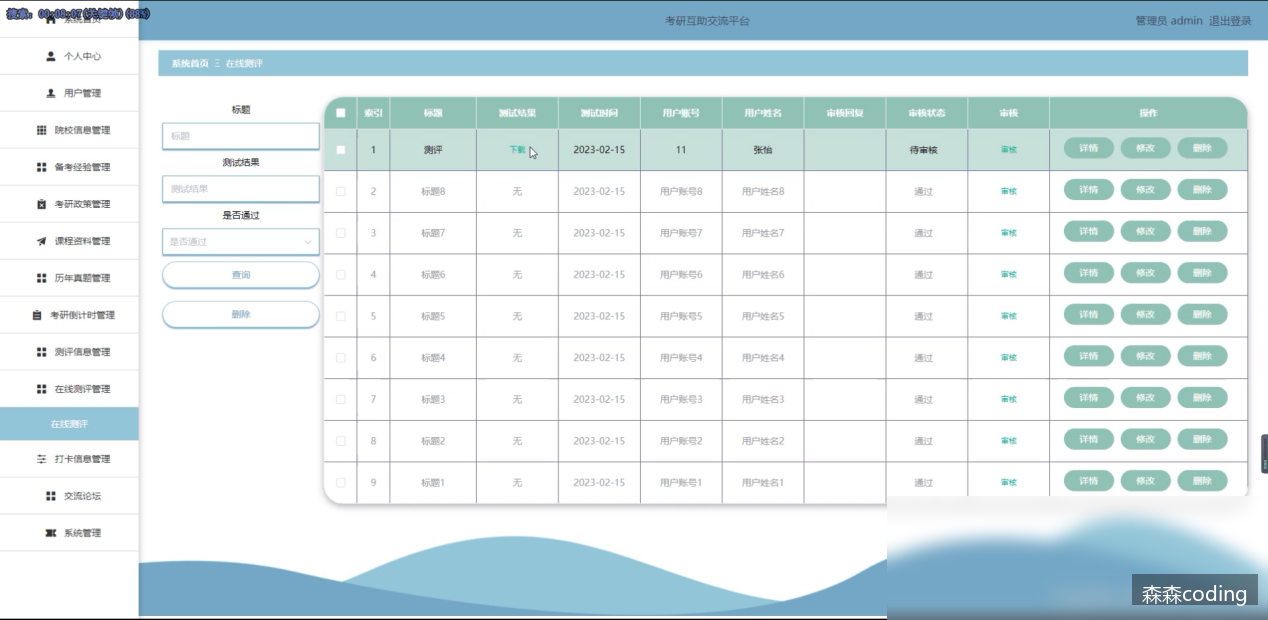 搜索: 00:08:07(关键帧)(88%)
系统首页
考研互助交流平台
管理员 admin 退出登录
个人中心
用户管理
院校信息管理
备考经验管理
考研政策管理
课程资料管理
历年真题管理
考研倒计时管理
测评信息管理
在线测评管理
在线测评
打卡信息管理
交流论坛
系统管理
系统首页 Ξ 在线测评
标题
标题
测试结果
测试结果
是否通过
是否通过
查询
删除
索引 标题 测试结果 测试时间 用户账号 用户姓名 审核回复 审核状态 审核 操作
1 测评 下载 2023-02-15 11 张怡 待审核 审核 详情 修改 删除
2 标题8 无 2023-02-15 用户账号8 用户姓名8 通过 审核 详情 修改 删除
3 标题7 无 2023-02-15 用户账号7 用户姓名7 通过 审核 详情 修改 删除
4 标题6 无 2023-02-15 用户账号6 用户姓名6 通过 审核 详情 修改 删除
5 标题5 无 2023-02-15 用户账号5 用户姓名5 通过 审核 详情 修改 删除
6 标题4 无 2023-02-15 用户账号4 用户姓名4 通过 审核 详情 修改 删除
7 标题3 无 2023-02-15 用户账号3 用户姓名3 通过 审核 详情 修改 删除
8 标题2 无 2023-02-15 用户账号2 用户姓名2 通过 审核 详情 修改 删除
9 标题1 无 2023-02-15 用户账号1 用户姓名1 通过 审核 详情 修改 删除
森森coding